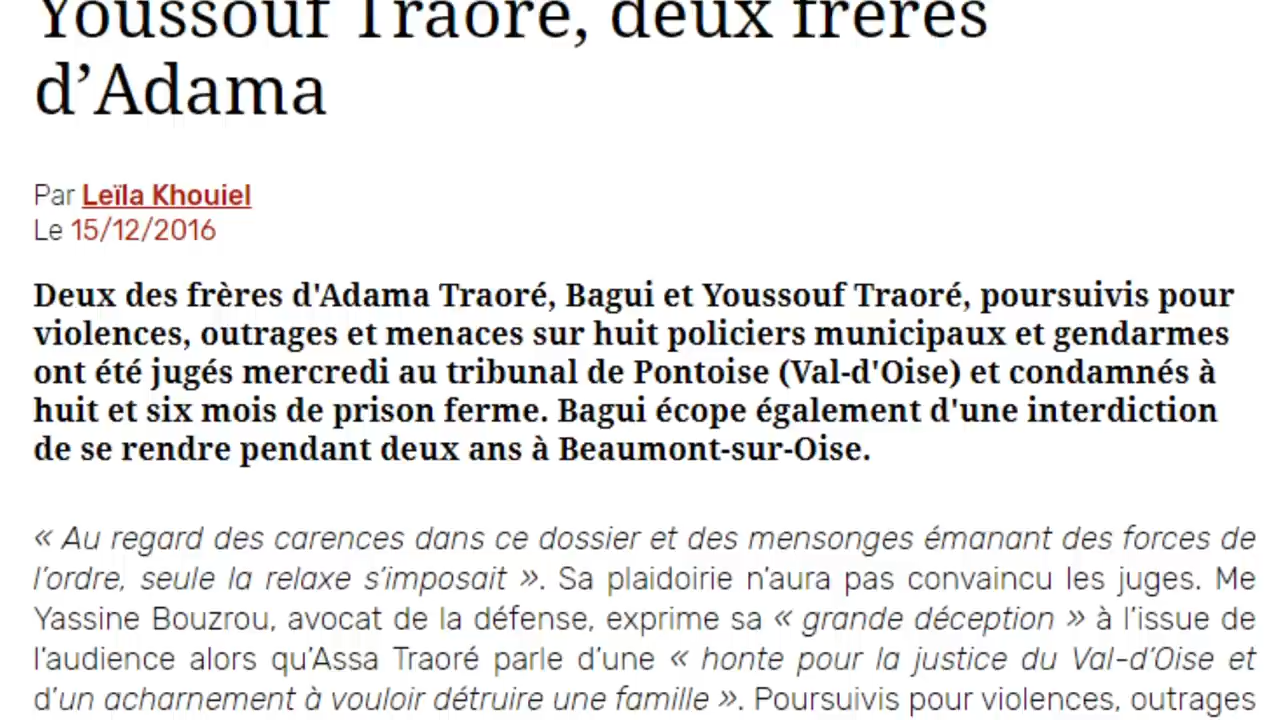 Youssouf Traoré, deux frères
d’Adama
Par Leïla Khouiel
Le 15/12/2016
Deux des frères d'Adama Traoré, Bagui et Youssouf Traoré, poursuivis pour
violences, outrages et menaces sur huit policiers municipaux et gendarmes
ont été jugés mercredi au tribunal de Pontoise (Val-d'Oise) et condamnés à
huit et six mois de prison ferme. Bagui écope également d'une interdiction
de se rendre pendant deux ans à Beaumont-sur-Oise.
« Au regard des carences dans ce dossier et des mensonges émanant des forces de
l’ordre, seule la relaxe s’imposait ». Sa plaidoirie n’aura pas convaincu les juges. Me
Yassine Bouzrou, avocat de la défense, exprime sa « grande déception » à l’issue de
l’audience alors qu’Assa Traoré parle d’une « honte pour la justice du Val-d’Oise et
d’un acharnement à vouloir détruire une famille ». Poursuivis pour violences, outrages